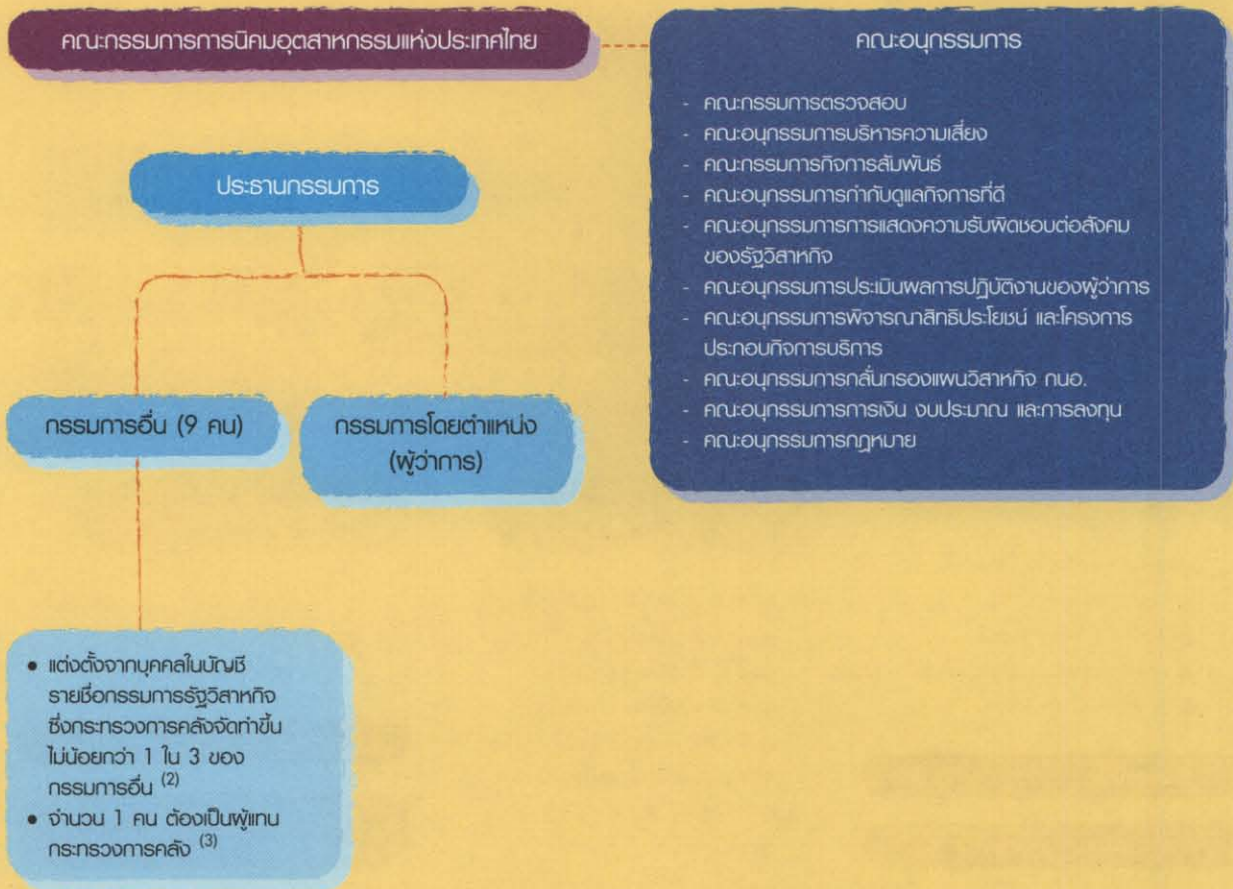 คณะกรรมการการนิคมอุตสาหกรรมแห่งประเทศไทย
ประธานกรรมการ
กรรมการอื่น (9 คน)
กรรมการโดยตำแหน่ง
(ผู้ว่าการ)
● แต่งตั้งจากบุคคลในบัญชี
รายชื่อกรรมการรัฐวิสาหกิจ
ซึ่งกระทรวงการคลังจัดทำขึ้น
ไม่น้อยกว่า 1 ใน 3 ของ
กรรมการอื่น (2)
● จำนวน 1 คน ต้องเป็นผู้แทน
กระทรวงการคลัง (3)
คณะอนุกรรมการ
- คณะกรรมการตรวจสอบ
- คณะอนุกรรมการบริหารความเสี่ยง
- คณะกรรมการกิจการสัมพันธ์
- คณะอนุกรรมการกำกับดูแลกิจการที่ดี
- คณะอนุกรรมการการแสดงความรับผิดชอบต่อสังคม
ของรัฐวิสาหกิจ
- คณะอนุกรรมการประเมินผลการปฏิบัติงานของผู้ว่าการ
- คณะอนุกรรมการพิจารณาสิทธิประโยชน์ และโครงการ
ประกอบกิจการบริการ
- คณะอนุกรรมการกลั่นกรองแผนวิสาหกิจ กนอ.
- คณะอนุกรรมการการเงิน งบประมาณ และการลงทุน
- คณะอนุกรรมการกฎหมาย